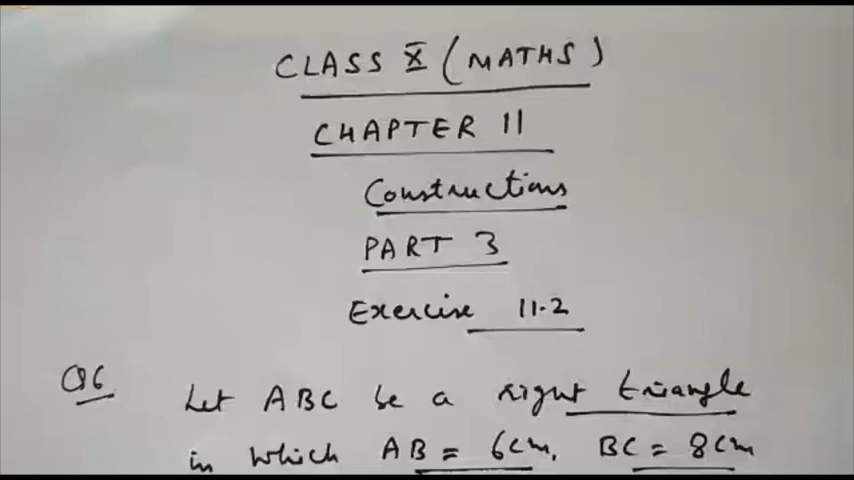 CLASS X (MATHS)
CHAPTER 11
Constructions
PART 3
Exercise 11.2
Q6 Let ABC be a right triangle
in which AB = 6cm, BC = 8cm